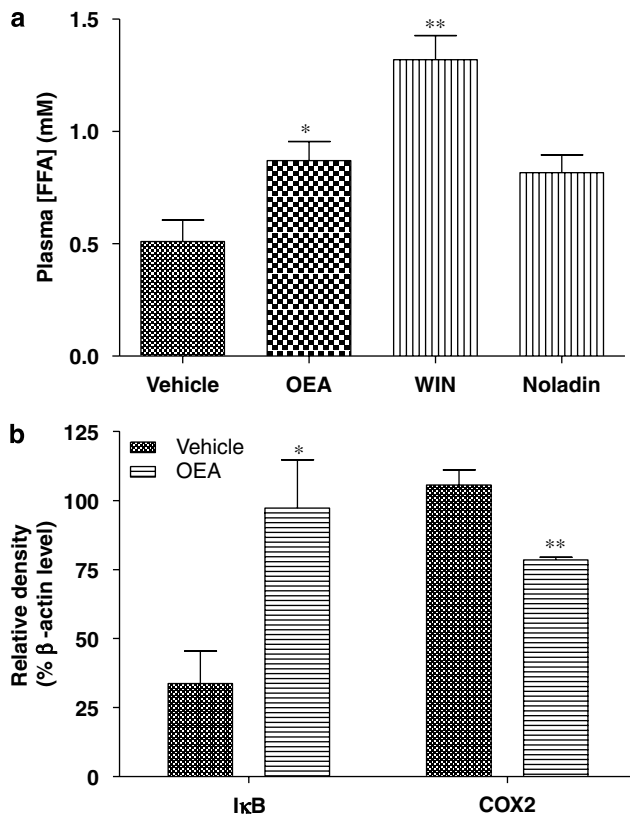 a
Plasma [FFA] (mM)
1.5
1.0
0.5
0.0
*
**
Vehicle OEA WIN Noladin
b
Relative density
(% β -actin level)
125
100
75
50
25
0
Vehicle
OEA
*
**
IκB COX2